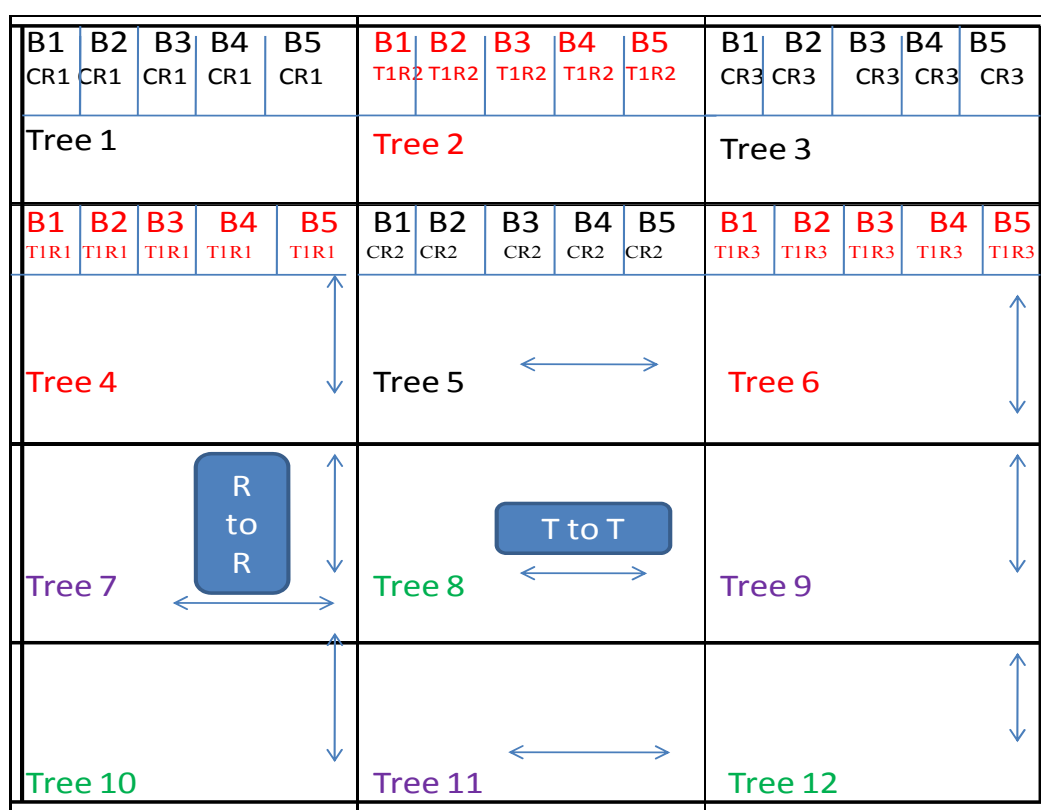 B1 B2 B3 B4 B5 B1 B2 B3 B4 B5 B1 B2 B3 B4 B5
CR1 CR1 CR1 CR1 CR1 T1R2 T1R2 T1R2 T1R2 T1R2 CR3 CR3 CR3 CR3 CR3
Tree 1 Tree 2 Tree 3
B1 B2 B3 B4 B5 B1 B2 B3 B4 B5 B1 B2 B3 B4 B5
T1R1 T1R1 T1R1 T1R1 T1R1 CR2 CR2 CR2 CR2 CR2 T1R3 T1R3 T1R3 T1R3 T1R3
Tree 4 Tree 5 Tree 6
R
to
R
T to T
Tree 7 Tree 8 Tree 9
Tree 10 Tree 11 Tree 12